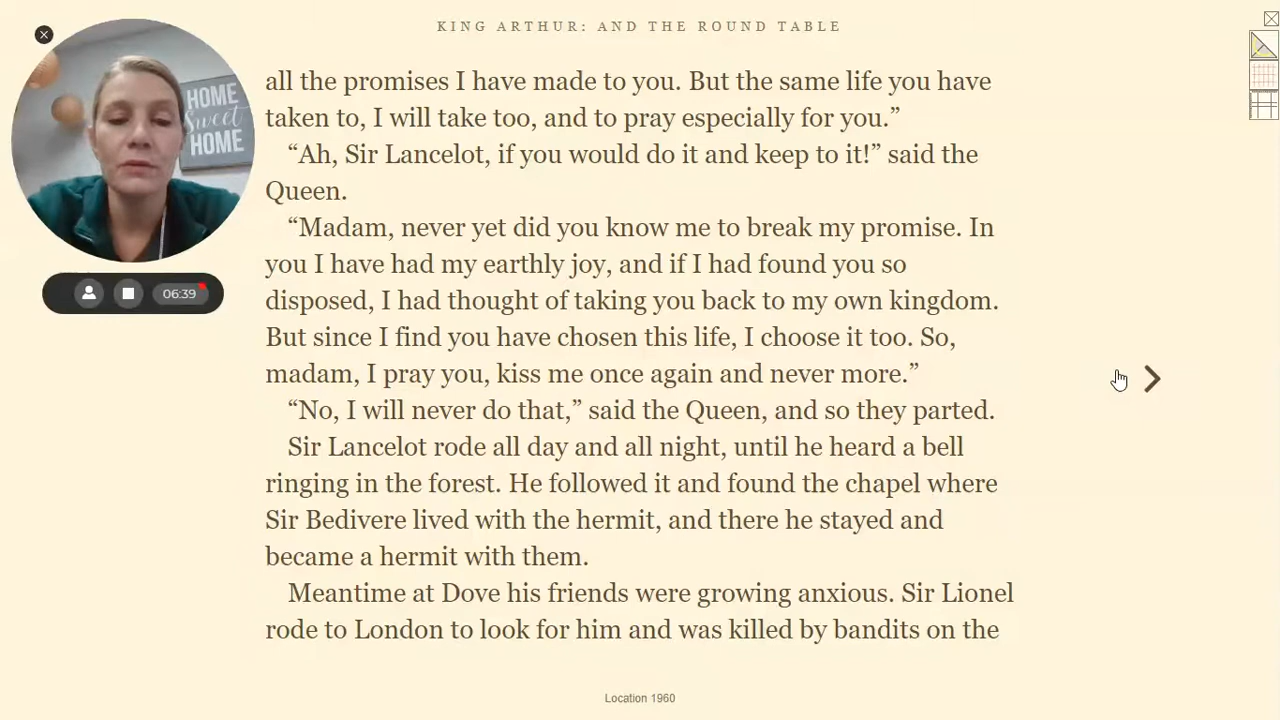 KING ARTHUR: AND THE ROUND TABLE
HOME
Sweet
HOME
06:39
all the promises I have made to you. But the same life you have
taken to, I will take too, and to pray especially for you.”
“Ah, Sir Lancelot, if you would do it and keep to it!” said the
Queen.
“Madam, never yet did you know me to break my promise. In
you I have had my earthly joy, and if I had found you so
disposed, I had thought of taking you back to my own kingdom.
But since I find you have chosen this life, I choose it too. So,
madam, I pray you, kiss me once again and never more.”
“No, I will never do that,” said the Queen, and so they parted.
Sir Lancelot rode all day and all night, until he heard a bell
ringing in the forest. He followed it and found the chapel where
Sir Bedivere lived with the hermit, and there he stayed and
became a hermit with them.
Meantime at Dove his friends were growing anxious. Sir Lionel
rode to London to look for him and was killed by bandits on the
Location 1960